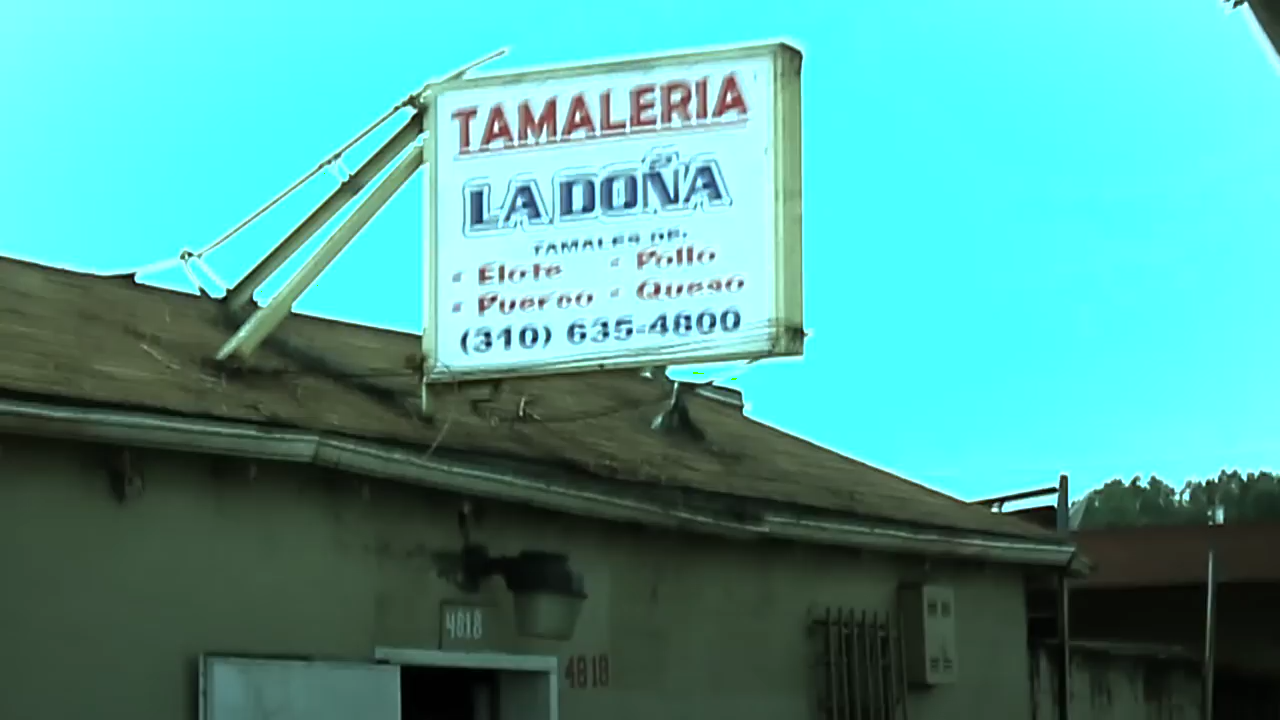 TAMALERIA
LA DOÑA
TAMALES DE:
Elote Pollo
Puerco Queso
(310) 635-4800
4818
4818